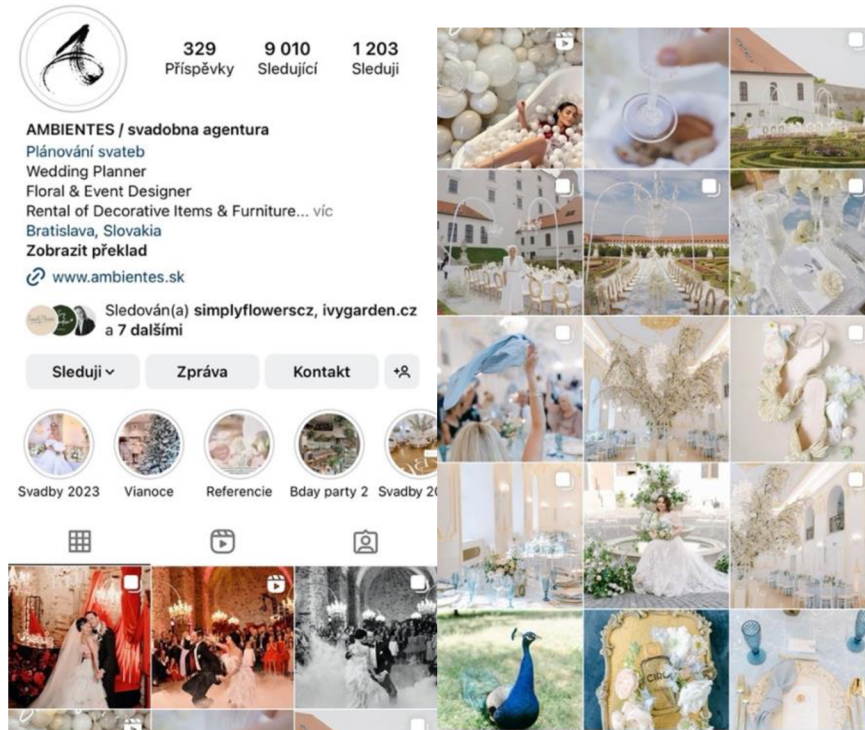 329
Příspěvky
9 010
Sledující
1 203
Sleduji
AMBIENTES / svadobna agentura
Plánování svateb
Wedding Planner
Floral & Event Designer
Rental of Decorative Items & Furniture... víc
Bratislava, Slovakia
Zobrazit překlad
www.ambientes.sk
Sledován(a) simplyflowerscz, ivygarden.cz
a 7 dalšími
Sleduji
Zpráva
Kontakt
Svadby 2023
Vianoce
Referencie
Bday party 2
Svadby 20
CIRC